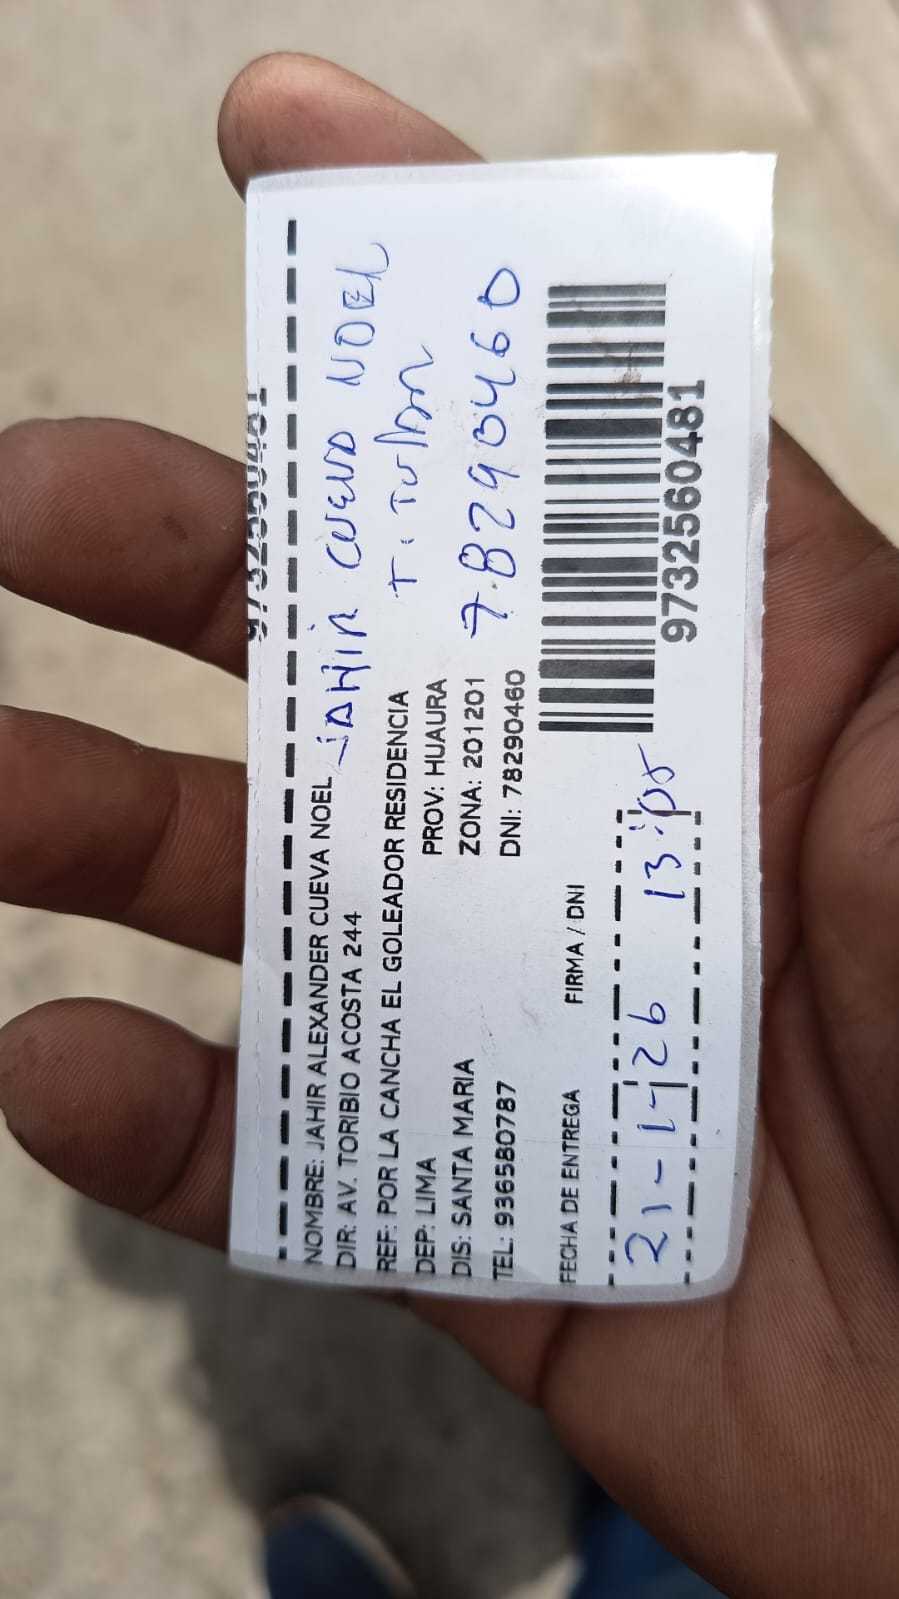 9732560481
NOMBRE: JAHIR ALEXANDER CUEVA NOEL
JAHIR CUEVA NOEL
DIR: AV. TORIBIO ACOSTA 244
T. Tular
REF: POR LA CANCHA EL GOLEADOR RESIDENCIA
DEP: LIMA PROV: HUAURA
DIS: SANTA MARIA ZONA: 201201
78290460
TEL: 936580787 DNI: 78290460
FECHA DE ENTREGA FIRMA / DNI
21-1-26 13:05
9732560481